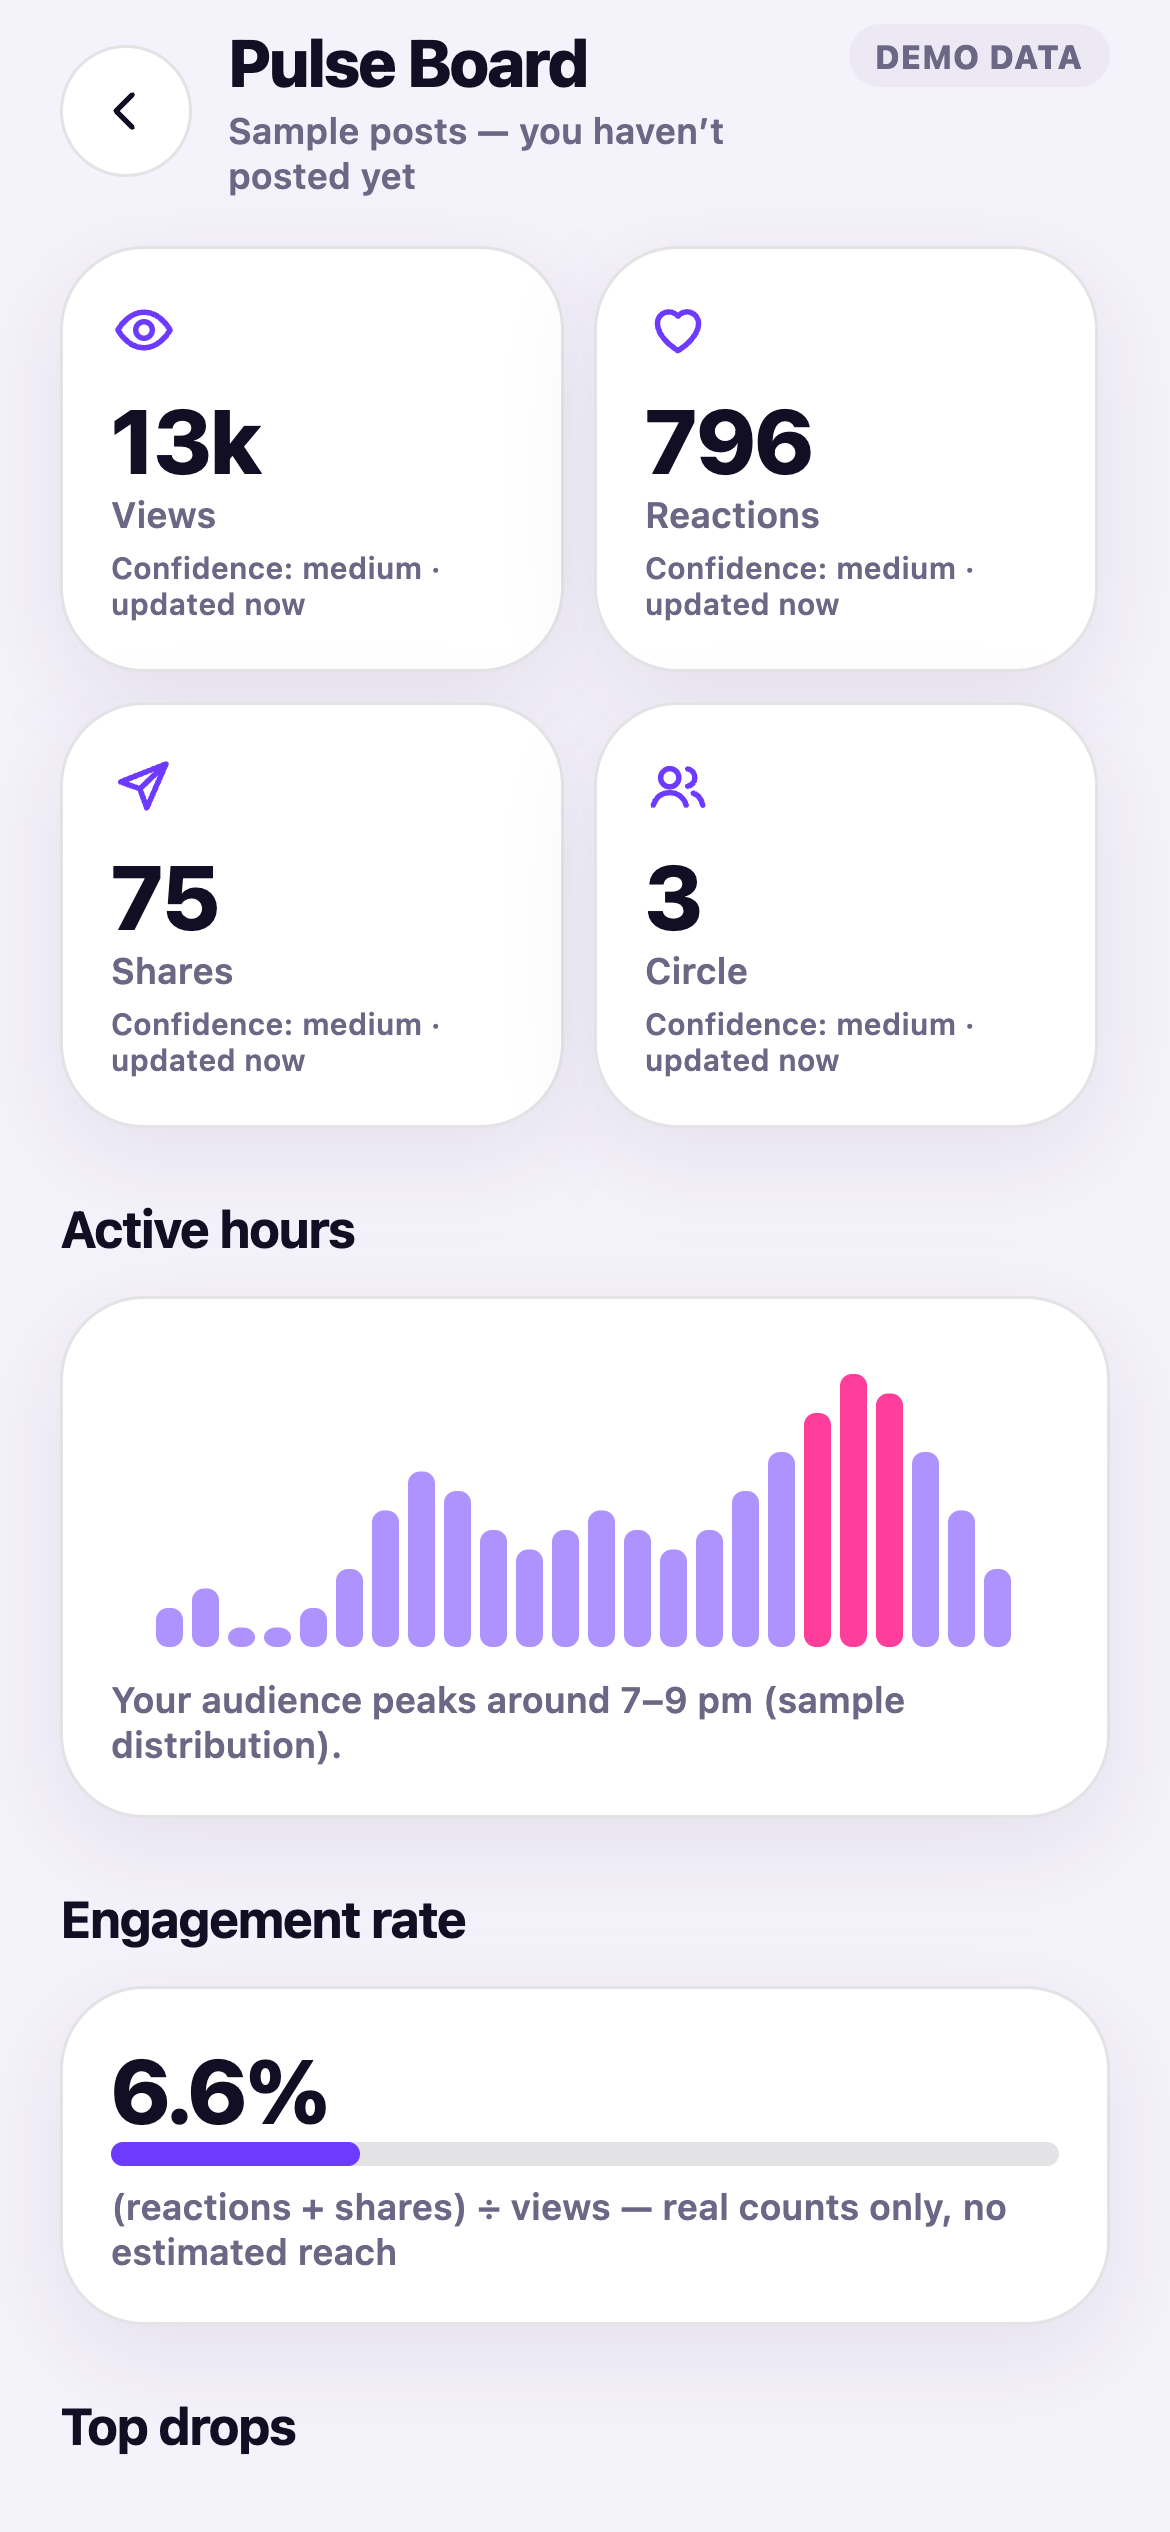 Pulse Board
DEMO DATA
Sample posts — you haven’t
posted yet
13k
Views
Confidence: medium ·
updated now
796
Reactions
Confidence: medium ·
updated now
75
Shares
Confidence: medium ·
updated now
3
Circle
Confidence: medium ·
updated now
Active hours
Your audience peaks around 7–9 pm (sample
distribution).
Engagement rate
6.6%
(reactions + shares) ÷ views — real counts only, no
estimated reach
Top drops